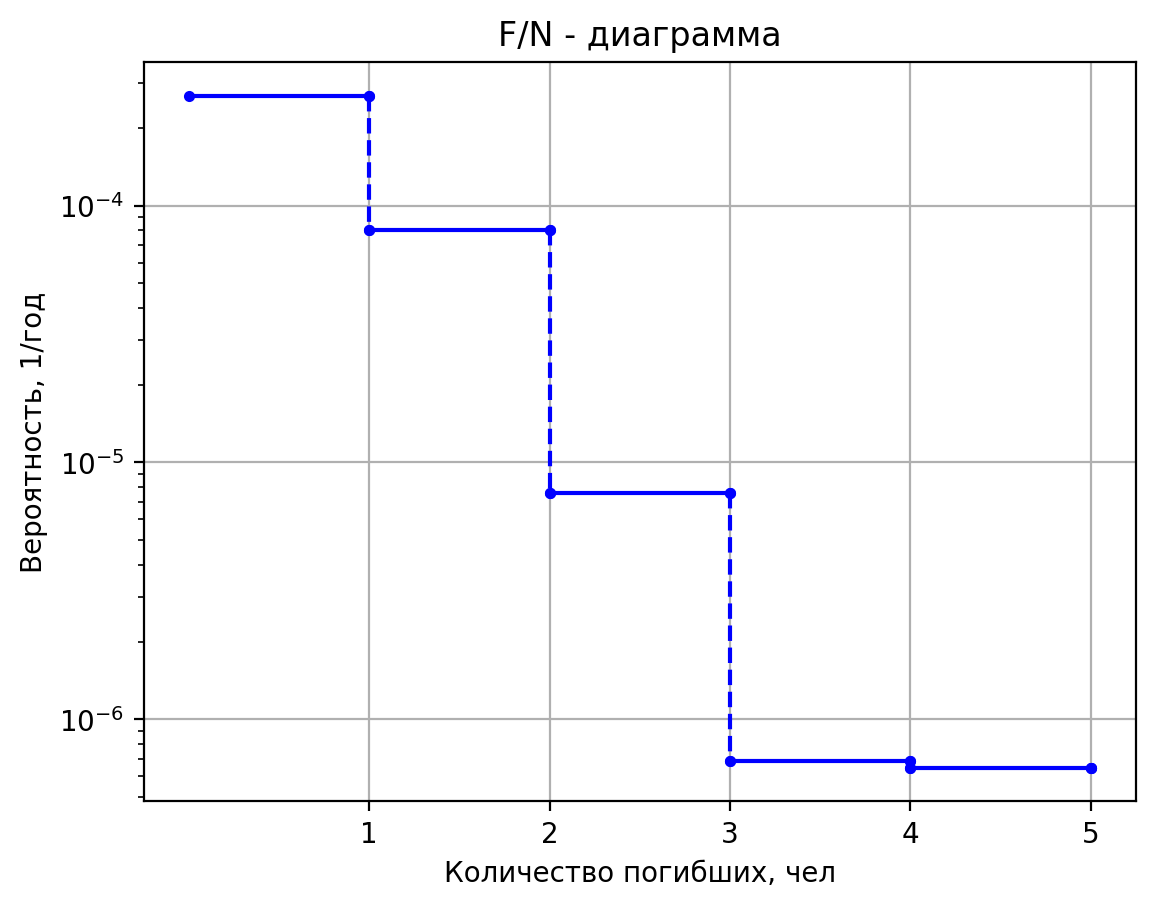 F/N - диаграмма
10⁻⁴
10⁻⁵
10⁻⁶
Вероятность, 1/год
1 2 3 4 5
Количество погибших, чел